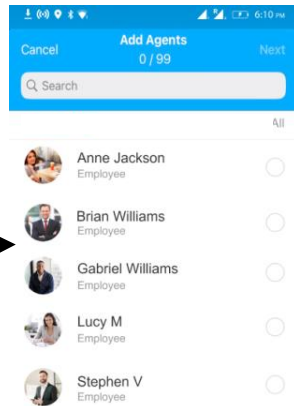 6:10 PM
Cancel Add Agents Next
0 / 99
Search
All
Anne Jackson
Employee
Brian Williams
Employee
Gabriel Williams
Employee
Lucy M
Employee
Stephen V
Employee